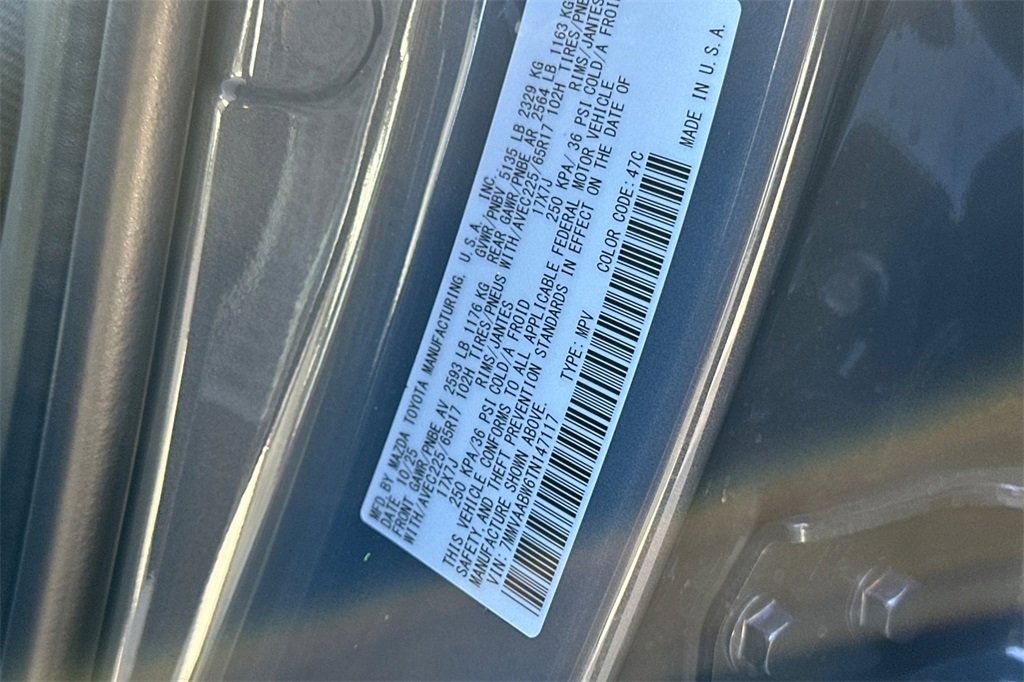 MFD. BY MAZDA TOYOTA MANUFACTURING, U.S.A., INC.
DATE: 10/25 GVWR/PNBV 5135 LB 2329 KG
FRONT GAWR/PNBE AV 2593 LB 1176 KG REAR GAWR/PNBE AR 2564 LB 1163 KG
WITH/AVEC225/65R17 102H TIRES/PNEUS WITH/AVEC225/65R17 102H TIRES/PNE
17X7J RIMS/JANTES 17X7J RIMS/JANTES
250 KPA/36 PSI COLD/A FROID 250 KPA/ 36 PSI COLD/A FROID
THIS VEHICLE CONFORMS TO ALL APPLICABLE FEDERAL MOTOR VEHICLE
SAFETY, AND THEFT PREVENTION STANDARDS IN EFFECT ON THE DATE OF
MANUFACTURE SHOWN ABOVE.
VIN: 7MMVAABW6TN147117 TYPE: MPV COLOR CODE: 47C
MADE IN U.S.A.